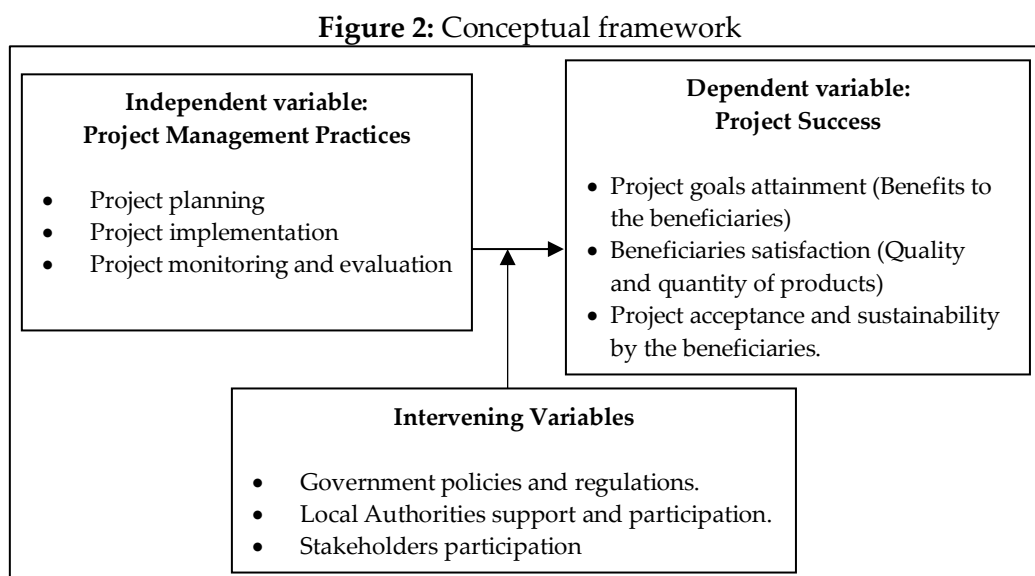 Figure 2: Conceptual framework
Independent variable:
Project Management Practices
• Project planning
• Project implementation
• Project monitoring and evaluation
Dependent variable:
Project Success
• Project goals attainment (Benefits to
the beneficiaries)
• Beneficiaries satisfaction (Quality
and quantity of products)
• Project acceptance and sustainability
by the beneficiaries.
Intervening Variables
• Government policies and regulations.
• Local Authorities support and participation.
• Stakeholders participation